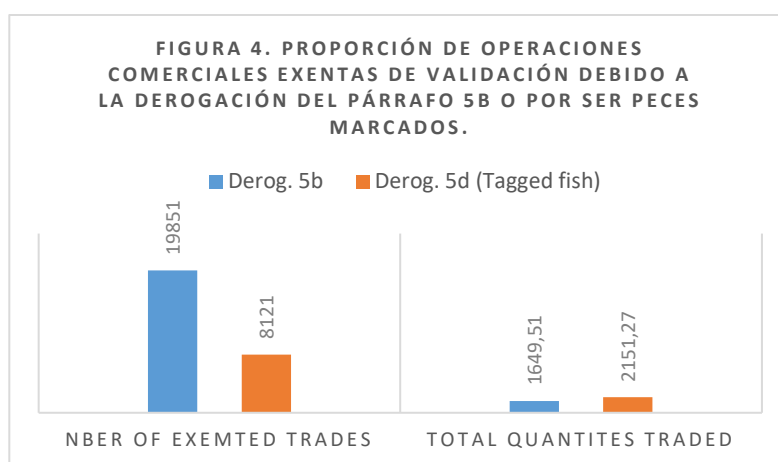 FIGURA 4. PROPORCIÓN DE OPERACIONES
COMERCIALES EXENTAS DE VALIDACIÓN DEBIDO A
LA DEROGACIÓN DEL PÁRRAFO 5B O POR SER PECES
MARCADOS.
Derog. 5b Derog. 5d (Tagged fish)
19851
8121
1649,51
2151,27
NBER OF EXEMTED TRADES
TOTAL QUANTITES TRADED